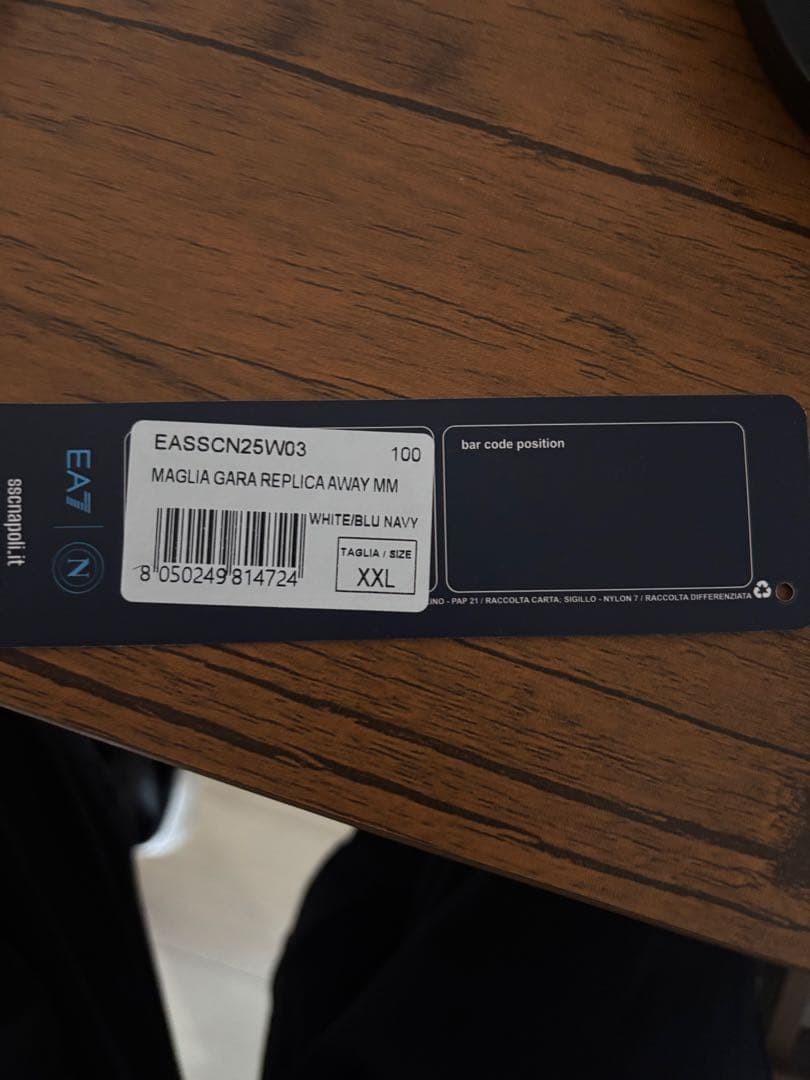 sscnapoli.it
EA7
N
EASSCN25W03 100
MAGLIA GARA REPLICA AWAY MM
WHITE/BLU NAVY
TAGLIA / SIZE
XXL
8 050249 814724
bar code position
- PAP 21 / RACCOLTA CARTA; SIGILLO - NYLON 7 / RACCOLTA DIFFERENZIATA